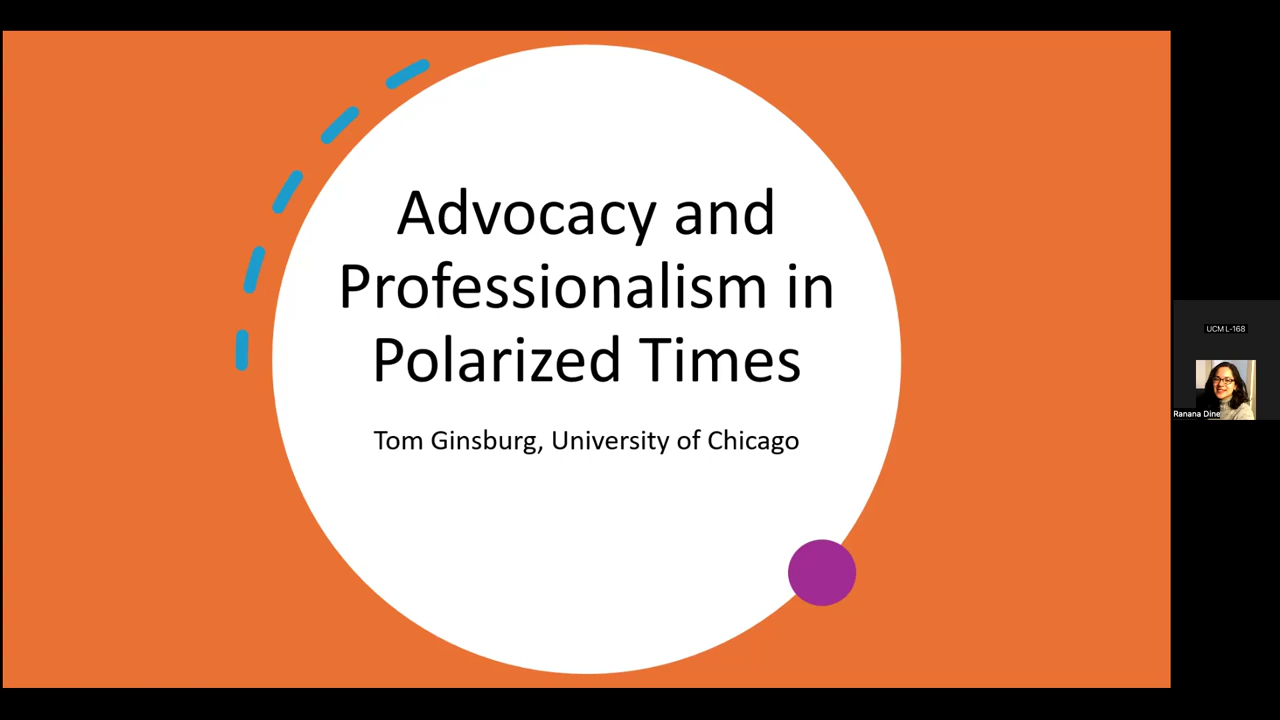 Advocacy and
Professionalism in
Polarized Times
Tom Ginsburg, University of Chicago
UCM L-168
Ranana Dine